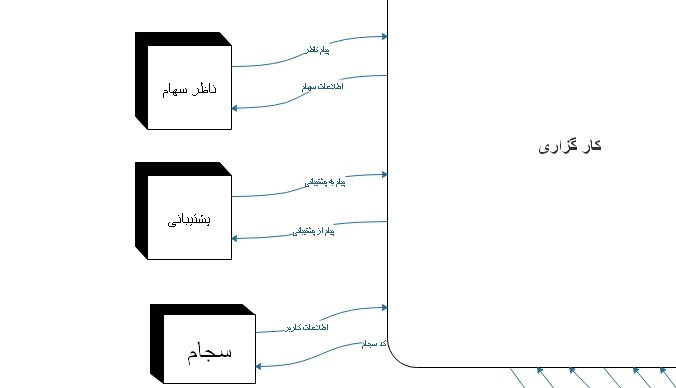 پیام ناظر
ناظر سهام
اطلاعات سهام
کار گزاری
پیام به پشتیبانی
پشتیبانی
پیام از پشتیبانی
اطلاعات کاربر
سجام
کد سجام